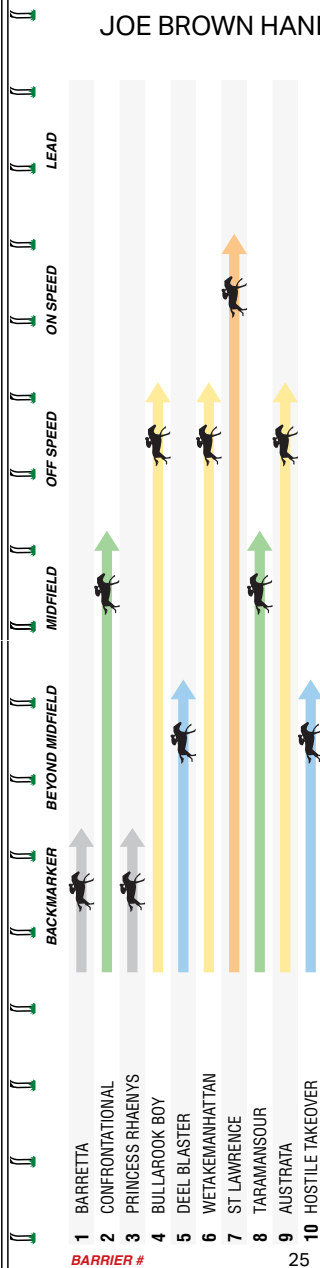 JOE BROWN HAN
LEAD
ON SPEED
OFF SPEED
MIDFIELD
BEYOND MIDFIELD
BACKMARKER
1 BARRETTA
2 CONFRONTATIONAL
3 PRINCESS RHAENYS
4 BULLAROOK BOY
5 DEEL BLASTER
6 WETAKEMANHATTAN
7 ST LAWRENCE
8 TARAMANSOUR
9 AUSTRATA
10 HOSTILE TAKEOVER
BARRIER #
25